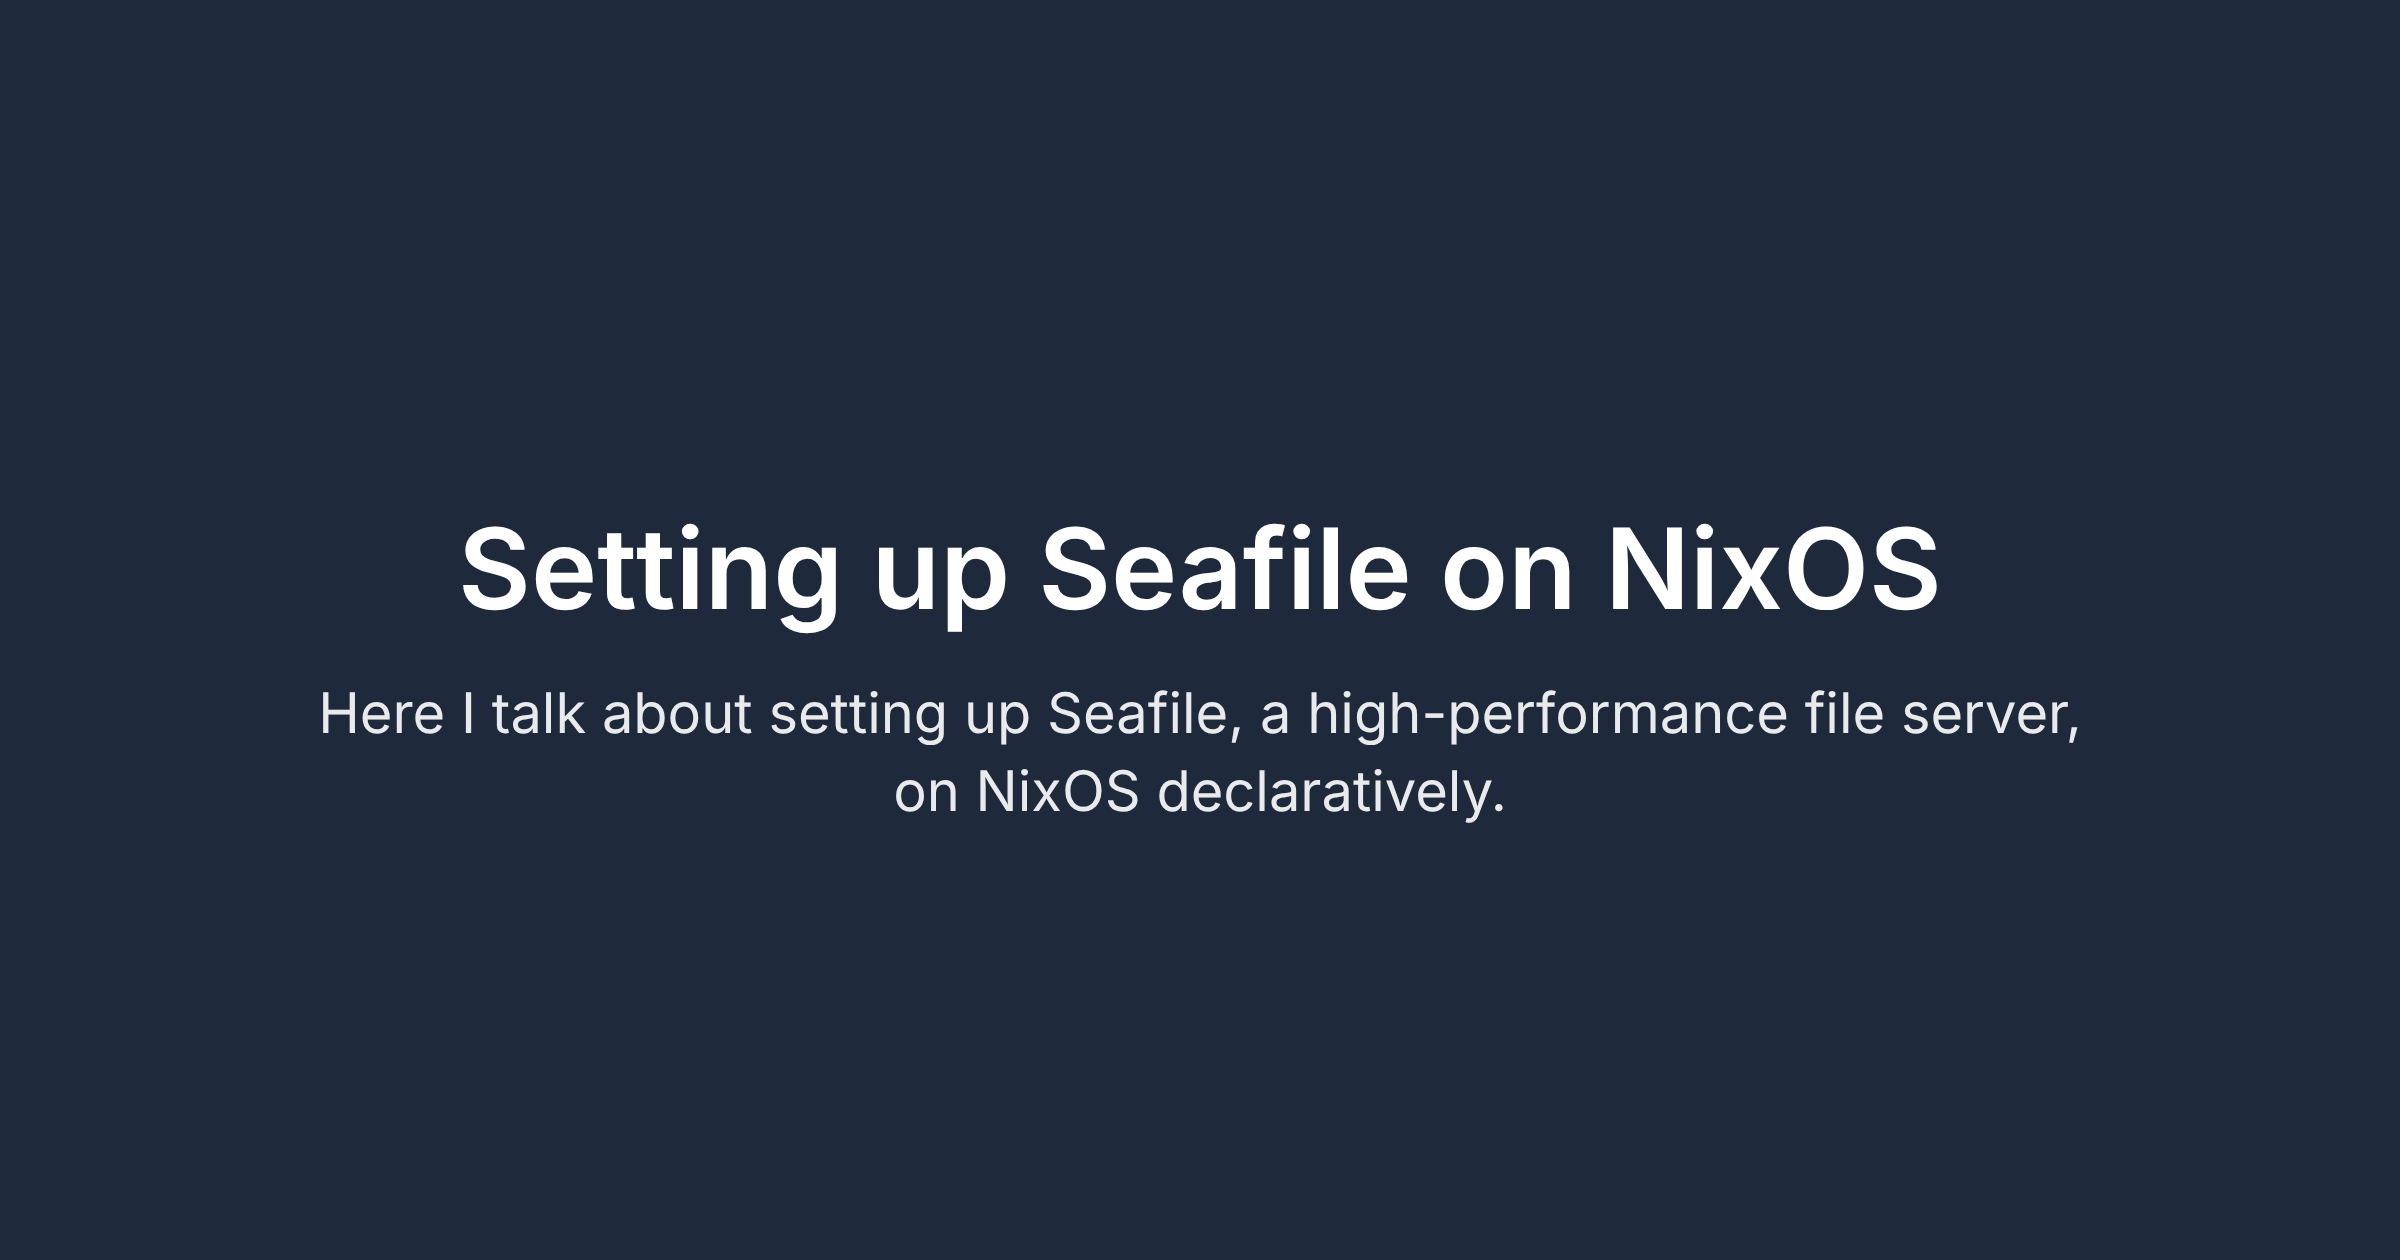 Setting up Seafile on NixOS
Here I talk about setting up Seafile, a high-performance file server,
on NixOS declaratively.